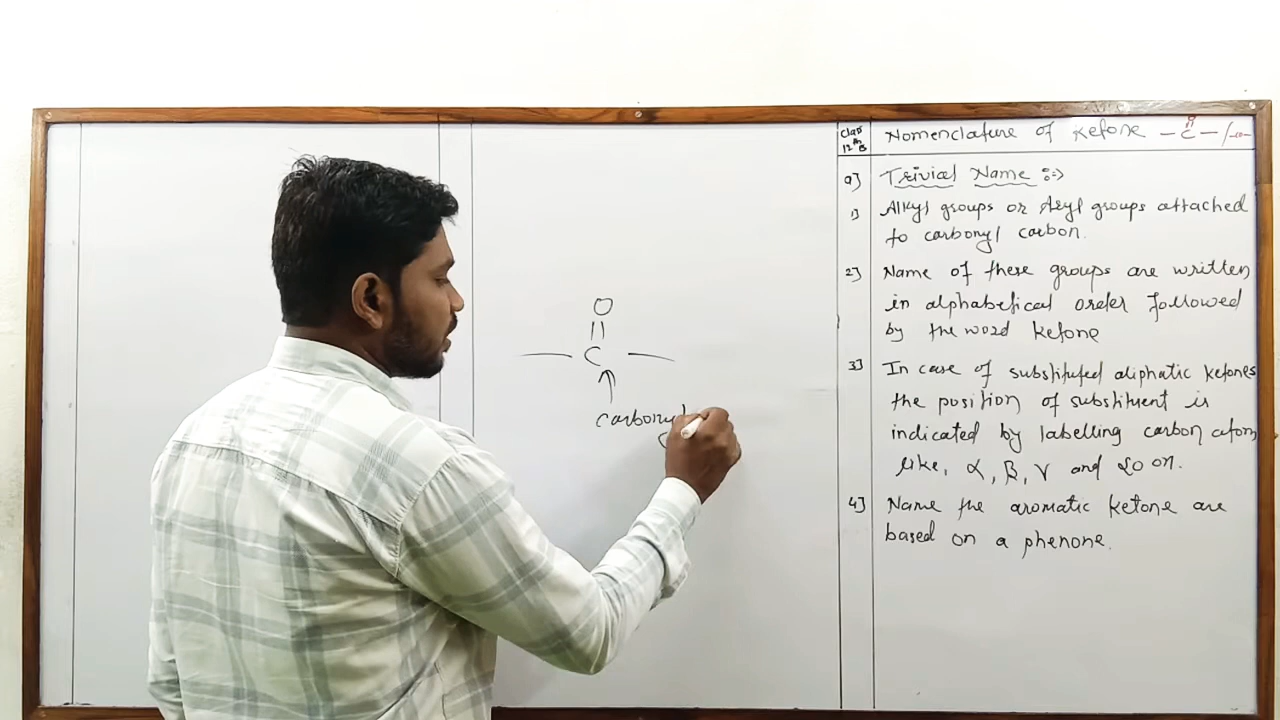 O
||
— C —
carbonyl
Class 12th B
Nomenclature of Ketone — C — /-co-
O
a] Trivial Name :->
1] Alkyl groups or Aryl groups attached
to carbonyl carbon.
2] Name of these groups are written
in alphabetical order followed
by the word ketone
3] In case of substituted aliphatic ketones
the position of substituent is
indicated by labelling carbon atom
like, α, β, γ and so on.
4] Name the aromatic ketone are
based on a phenone.